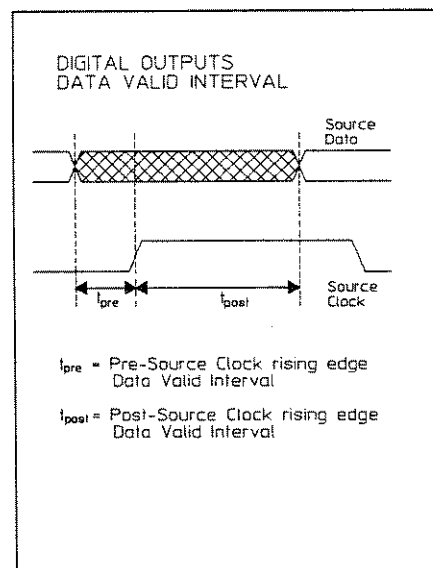 DIGITAL OUTPUTS
DATA VALID INTERVAL
Source
Data
tpre
tpost
Source
Clock
tpre = Pre-Source Clock rising edge
Data Valid Interval
tpost = Post-Source Clock rising edge
Data Valid Interval